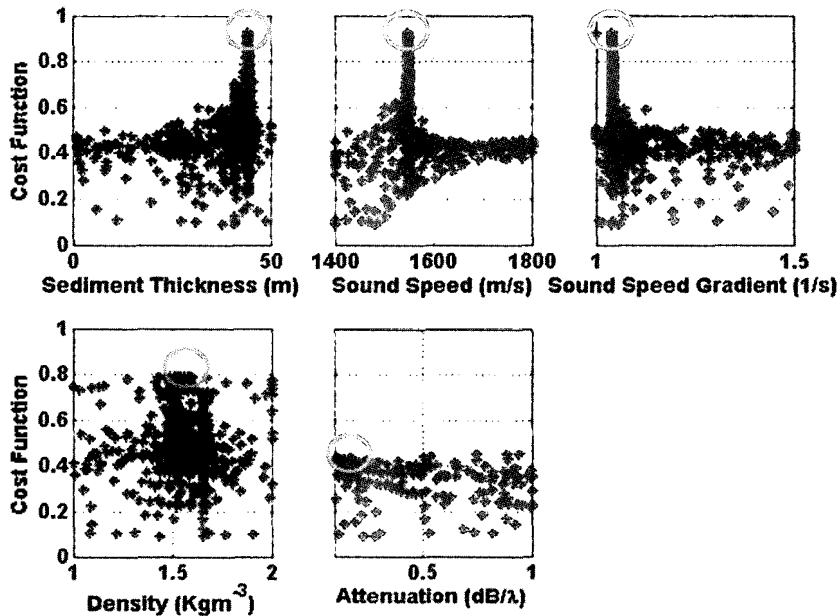 1
0.8
0.6
0.4
0.2
0
Cost Function
0 50
Sediment Thickness (m)
1400 1600 1800
Sound Speed (m/s)
1 1.5
Sound Speed Gradient (1/s)
1
0.8
0.6
0.4
0.2
0
Cost Function
1 1.5 2
Density (Kgm-3)
0.5 1
Attenuation (dB/λ)